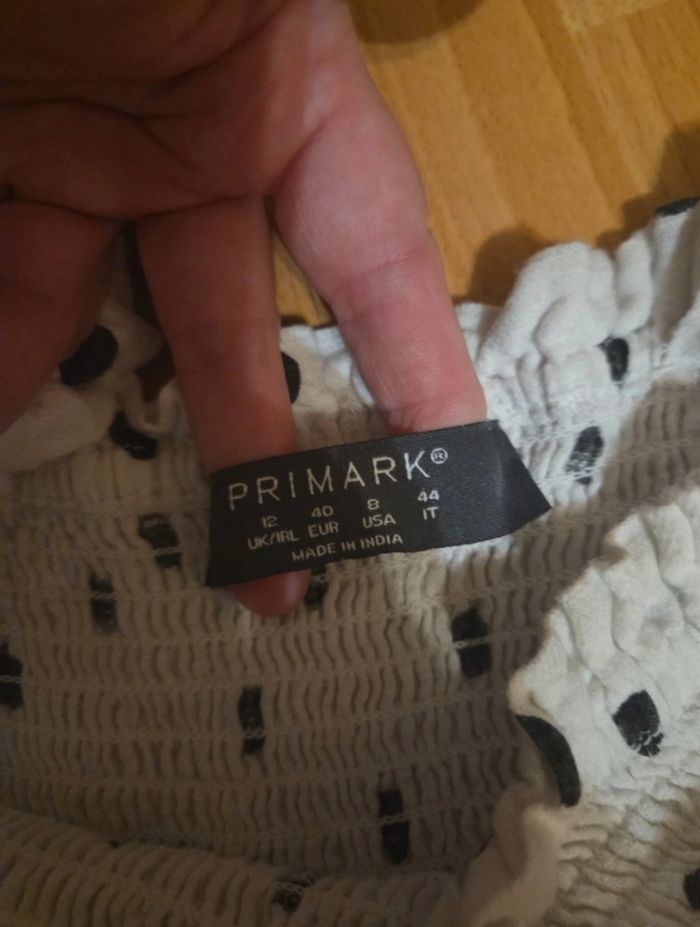 PRIMARK®
12 40 8 44
UK/IRL EUR USA IT
MADE IN INDIA